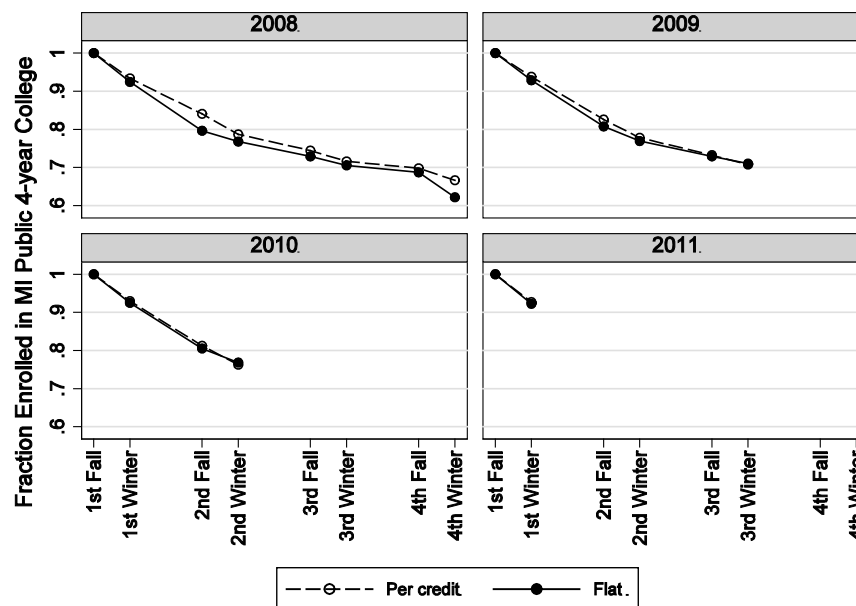 Fraction Enrolled in MI Public 4-year College
2008.
2009.
1
.9
.8
.7
.6
2010.
2011.
1
.9
.8
.7
.6
1st Fall
1st Winter
2nd Fall
2nd Winter
3rd Fall
3rd Winter
4th Fall
4th Winter
1st Fall
1st Winter
2nd Fall
2nd Winter
3rd Fall
3rd Winter
4th Fall
4th Winter
Per credit.
Flat.